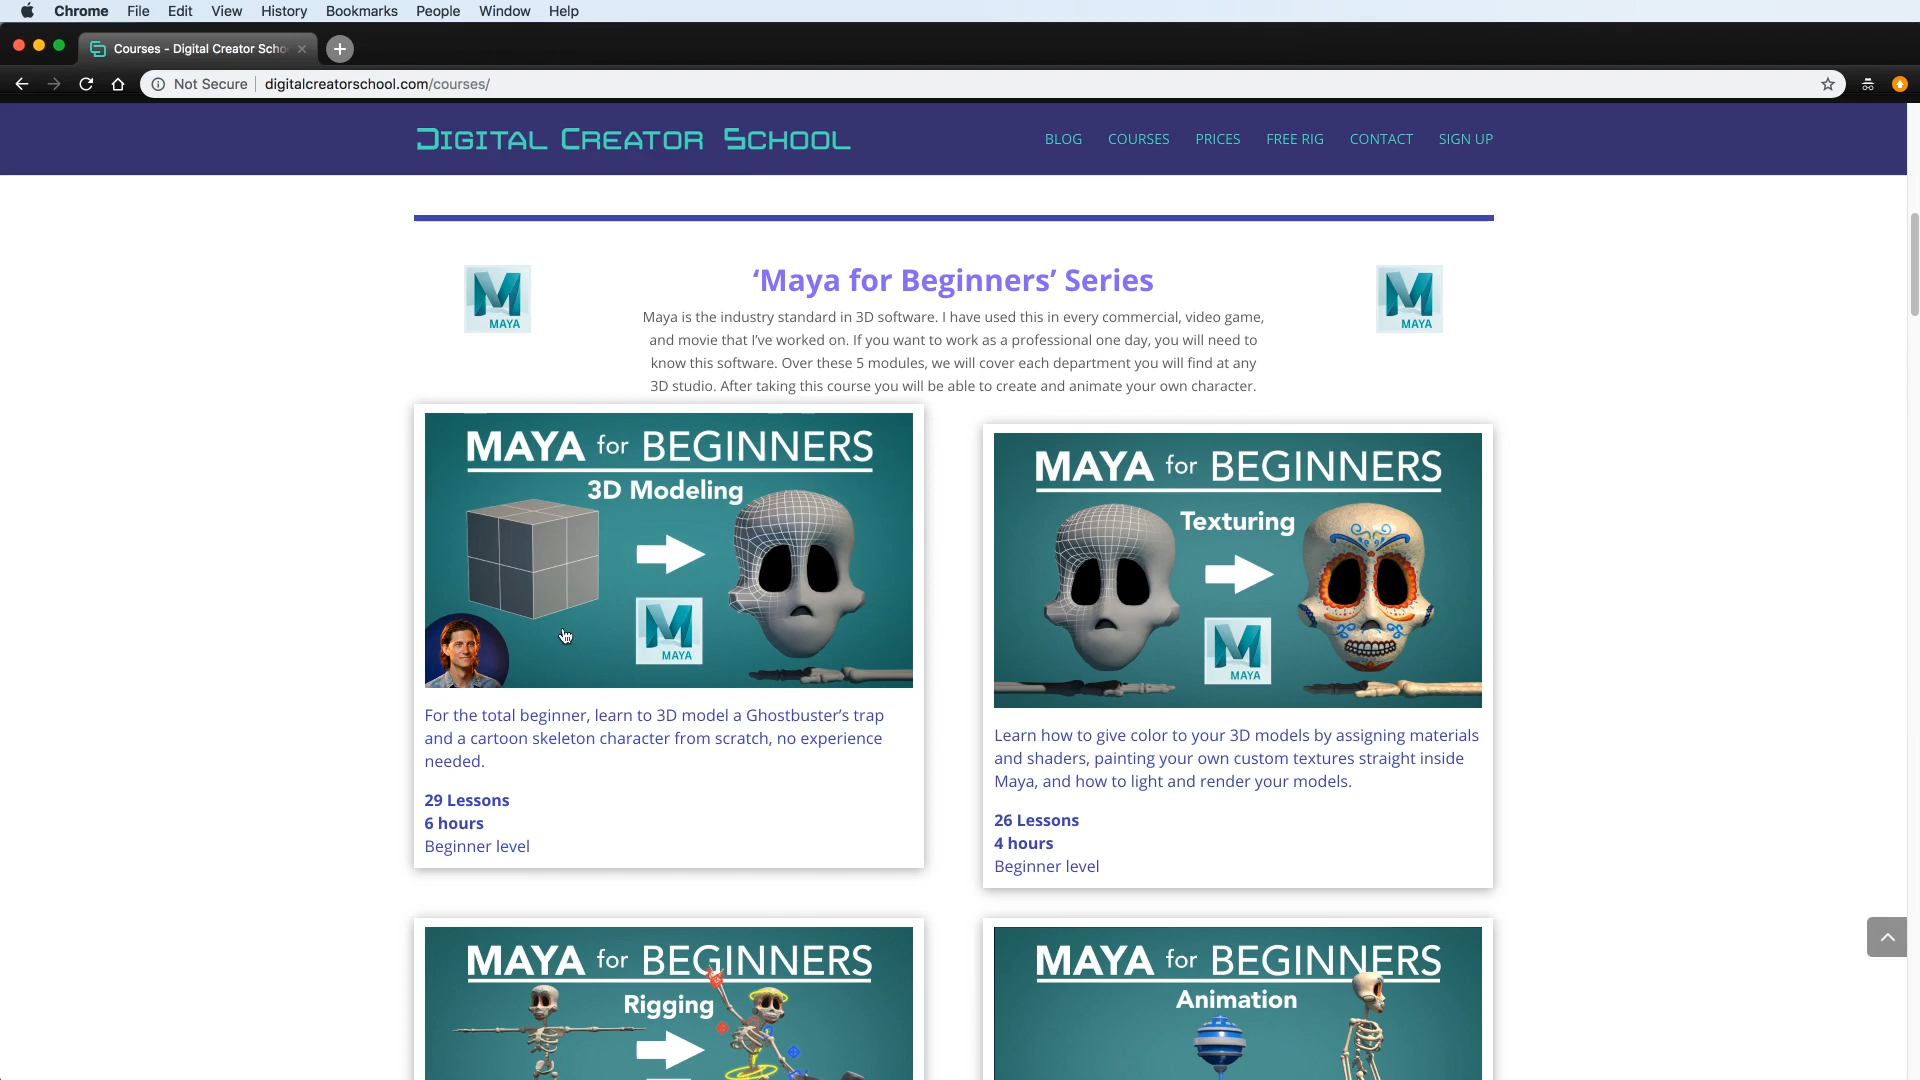 Chrome File Edit View History Bookmarks People Window Help
Courses - Digital Creator Scho
Not Secure digitalcreatorschool.com/courses/
DIGITAL CREATOR SCHOOL
BLOG COURSES PRICES FREE RIG CONTACT SIGN UP
‘Maya for Beginners’ Series
Maya is the industry standard in 3D software. I have used this in every commercial, video game,
and movie that I’ve worked on. If you want to work as a professional one day, you will need to
know this software. Over these 5 modules, we will cover each department you will find at any
3D studio. After taking this course you will be able to create and animate your own character.
M
MAYA
M
MAYA
MAYA for BEGINNERS
3D Modeling
M
MAYA
For the total beginner, learn to 3D model a Ghostbuster’s trap
and a cartoon skeleton character from scratch, no experience
needed.
29 Lessons
6 hours
Beginner level
MAYA for BEGINNERS
Texturing
M
MAYA
Learn how to give color to your 3D models by assigning materials
and shaders, painting your own custom textures straight inside
Maya, and how to light and render your models.
26 Lessons
4 hours
Beginner level
MAYA for BEGINNERS
Rigging
MAYA for BEGINNERS
Animation